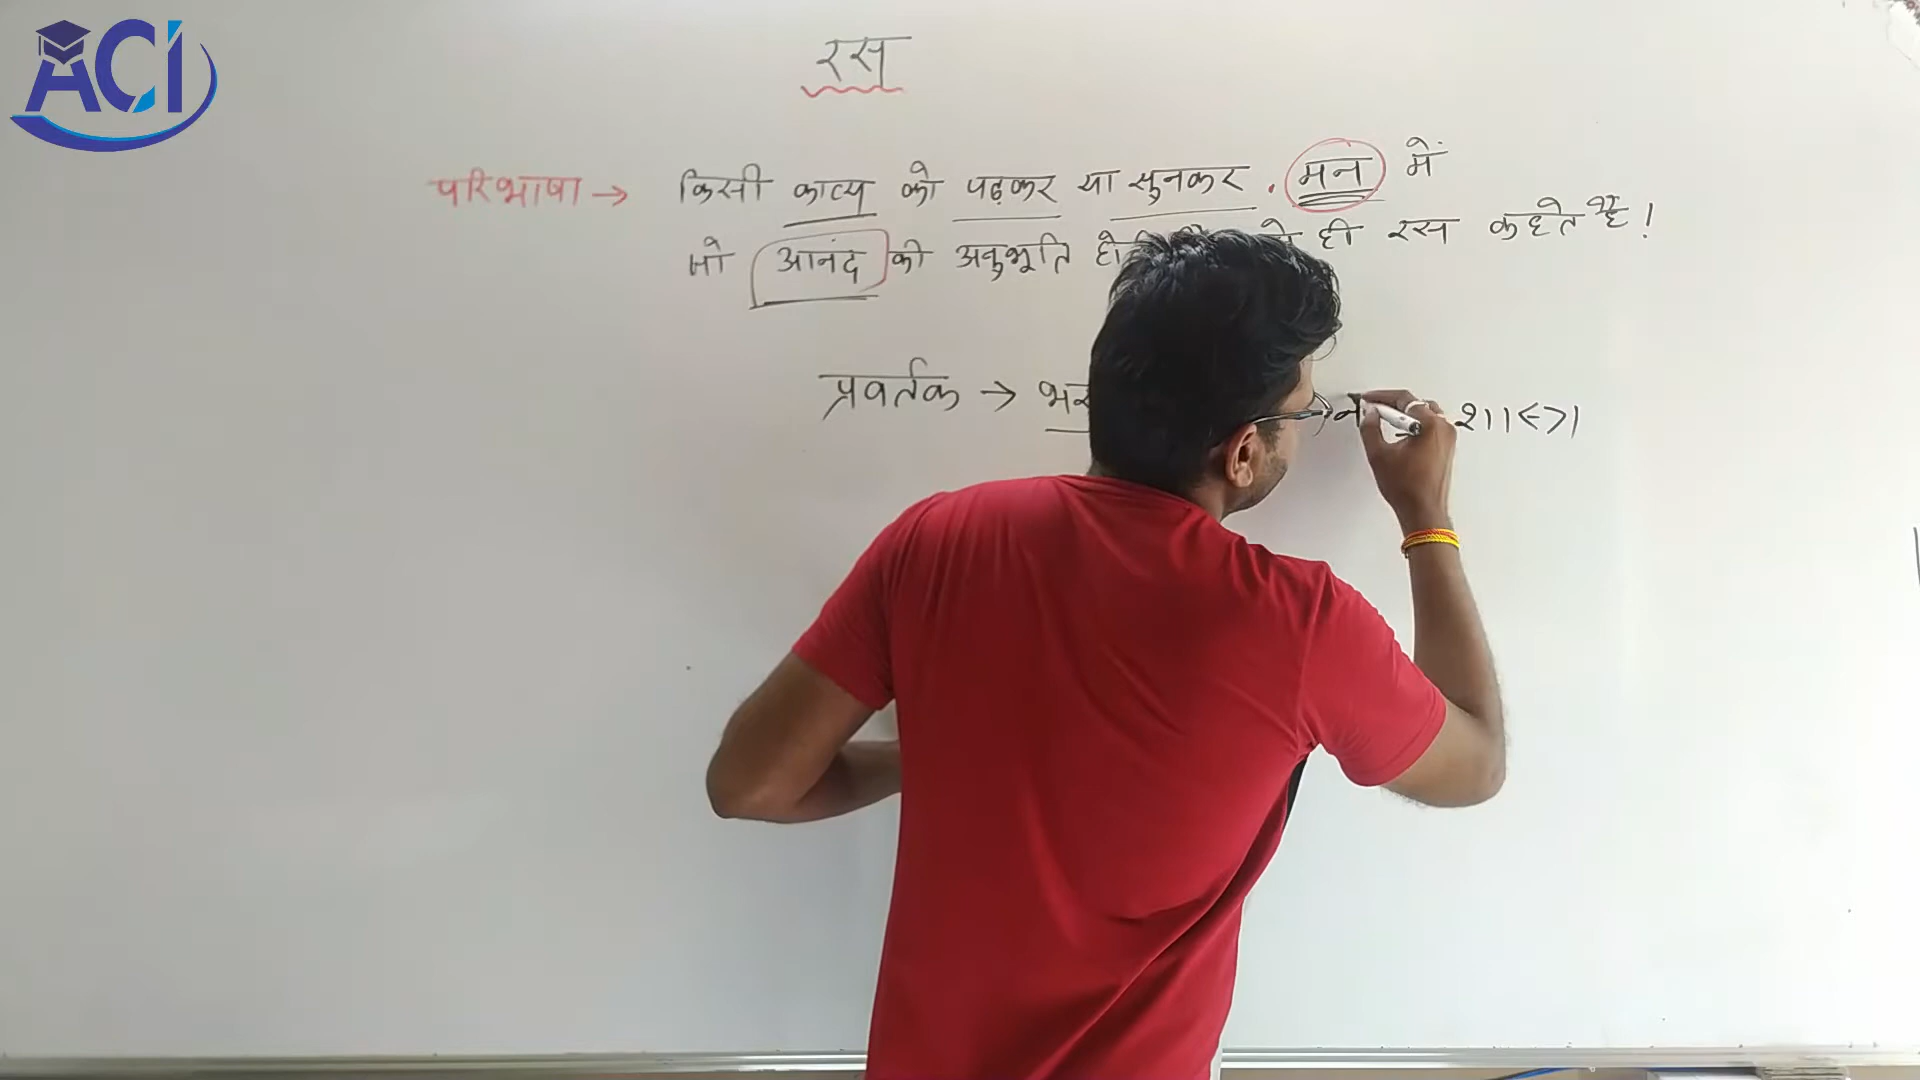 ACI
रस
परिभाषा → किसी काव्य को पढ़कर या सुनकर . मन में
जो आनंद की अनुभूति ही रस कहते है !
प्रवर्तक →